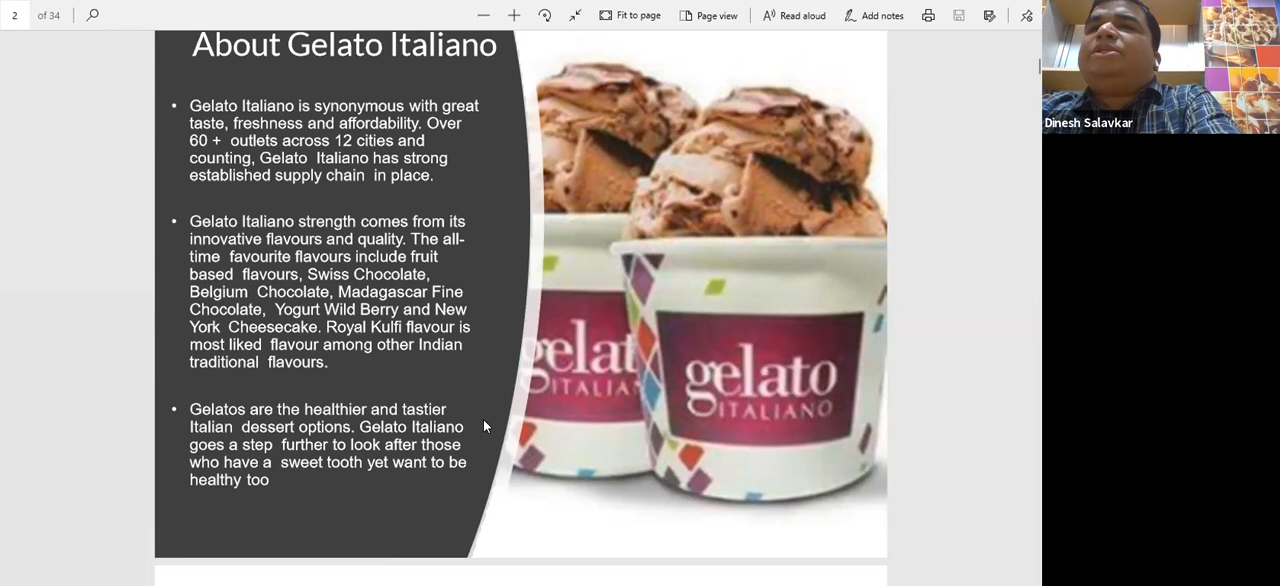 2 of 34 Fit to page Page view Read aloud Add notes
About Gelato Italiano
• Gelato Italiano is synonymous with great
taste, freshness and affordability. Over
60 + outlets across 12 cities and
counting, Gelato Italiano has strong
established supply chain in place.
• Gelato Italiano strength comes from its
innovative flavours and quality. The all-
time favourite flavours include fruit
based flavours, Swiss Chocolate,
Belgium Chocolate, Madagascar Fine
Chocolate, Yogurt Wild Berry and New
York Cheesecake. Royal Kulfi flavour is
most liked flavour among other Indian
traditional flavours.
• Gelatos are the healthier and tastier
Italian dessert options. Gelato Italiano
goes a step further to look after those
who have a sweet tooth yet want to be
healthy too
gelat
ITALIA
gelato
ITALIANO
Dinesh Salavkar